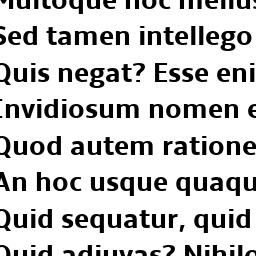 Multoque hoc melius
Sed tamen intellego
Quis negat? Esse eni
Invidiosum nomen e
Quod autem ratione
An hoc usque quaqu
Quid sequatur, quid
Quid adiuvas? Nihilo